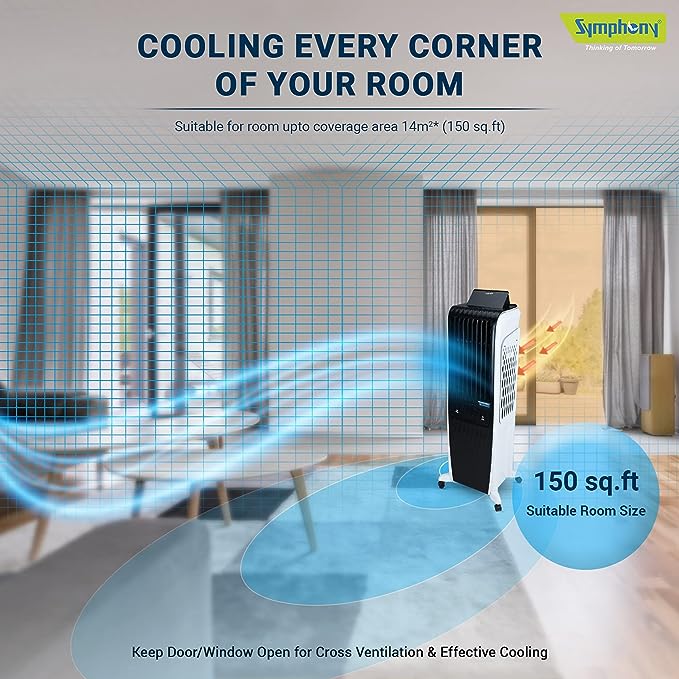 Symphony®
Thinking of Tomorrow
COOLING EVERY CORNER
OF YOUR ROOM
Suitable for room upto coverage area 14m²* (150 sq.ft)
150 sq.ft
Suitable Room Size
Keep Door/Window Open for Cross Ventilation & Effective Cooling